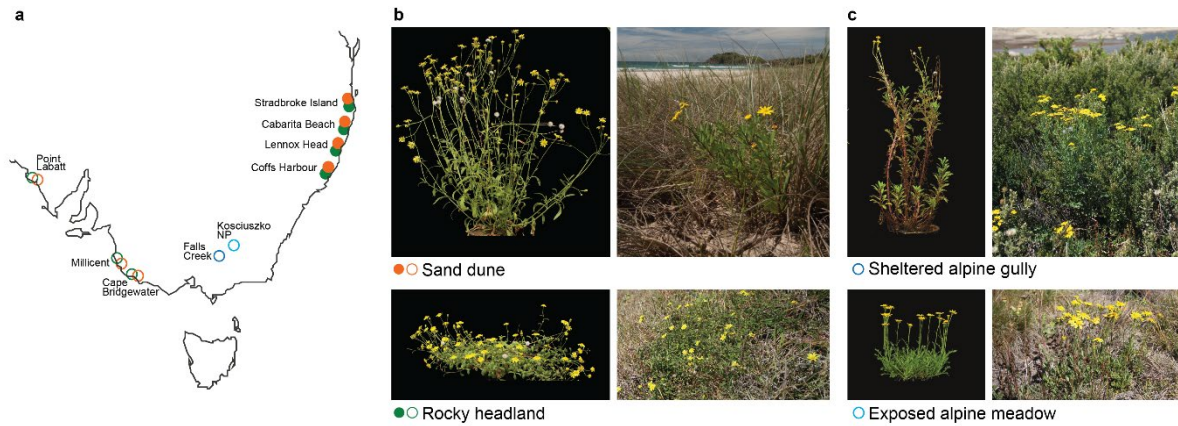 a
Stradbroke Island
Cabarita Beach
Lennox Head
Coffs Harbour
Point
Labatt
Kosciuszko
NP
Falls
Creek
Millicent
Cape
Bridgewater
b
Sand dune
Rocky headland
c
Sheltered alpine gully
Exposed alpine meadow